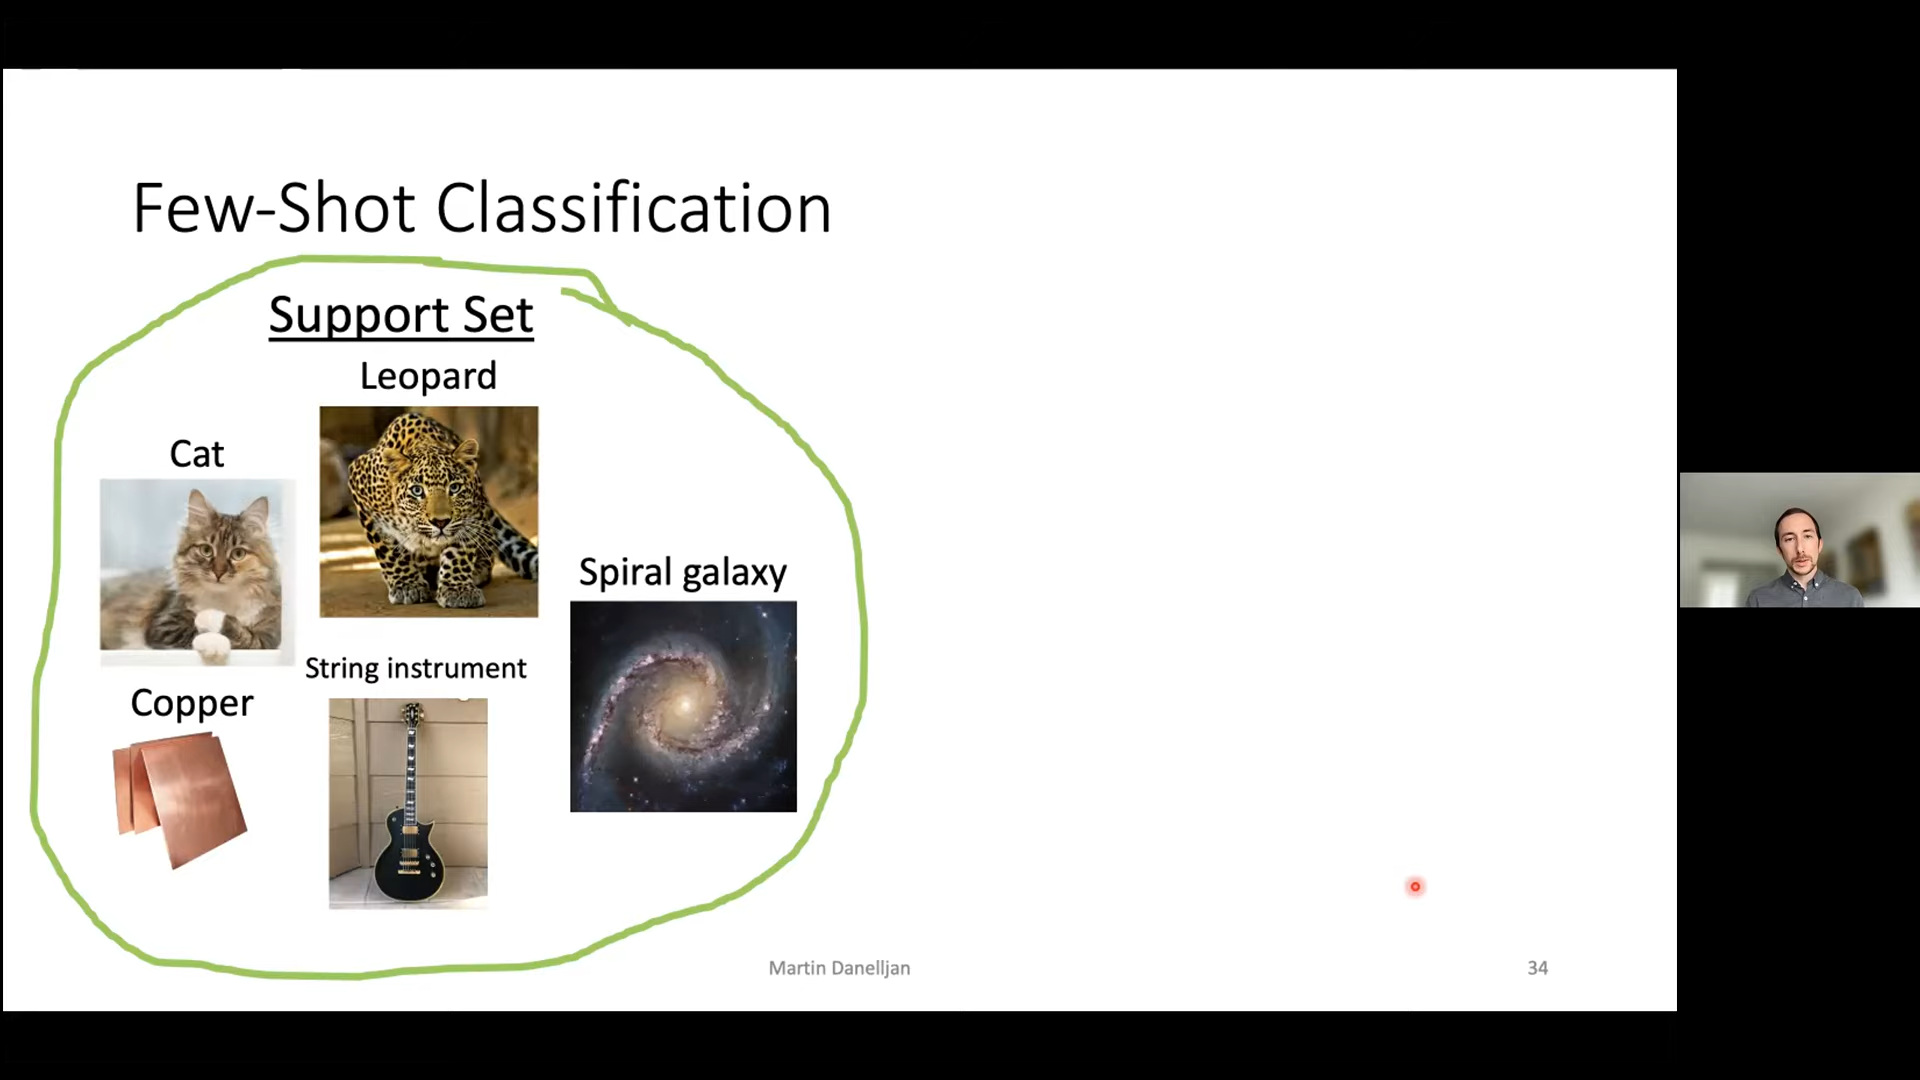 Few-Shot Classification
Support Set
Leopard
Cat
Spiral galaxy
String instrument
Copper
Martin Danelljan
34